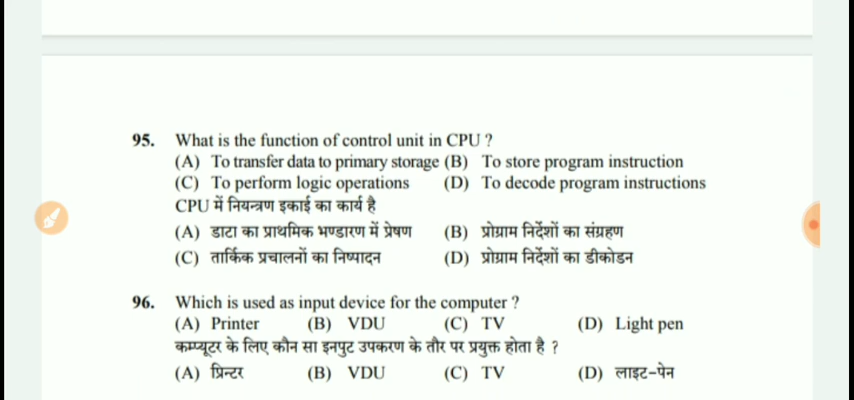 95. What is the function of control unit in CPU ?
(A) To transfer data to primary storage (B) To store program instruction
(C) To perform logic operations (D) To decode program instructions
CPU में नियन्त्रण इकाई का कार्य है
(A) डाटा का प्राथमिक भण्डारण में प्रेषण (B) प्रोग्राम निर्देशों का संग्रहण
(C) तार्किक प्रचालनों का निष्पादन (D) प्रोग्राम निर्देशों का डीकोडन
96. Which is used as input device for the computer ?
(A) Printer (B) VDU (C) TV (D) Light pen
कम्प्यूटर के लिए कौन सा इनपुट उपकरण के तौर पर प्रयुक्त होता है ?
(A) प्रिन्टर (B) VDU (C) TV (D) लाइट-पेन